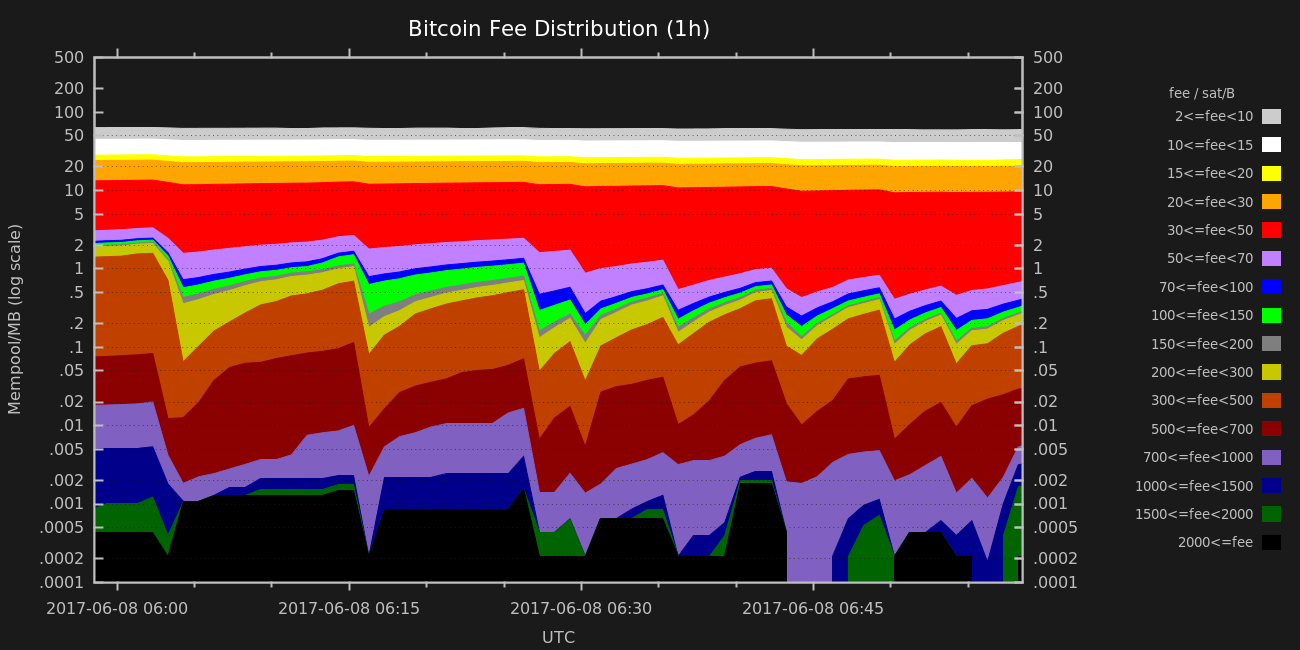 Bitcoin Fee Distribution (1h)
500 500
200 200
100 100
50 50
20 20
10 10
5 5
2 2
1 1
.5 .5
.2 .2
.1 .1
.05 .05
.02 .02
.01 .01
.005 .005
.002 .002
.001 .001
.0005 .0005
.0002 .0002
.0001 .0001
Mempool/MB (log scale)
2017-06-08 06:00 2017-06-08 06:15 2017-06-08 06:30 2017-06-08 06:45
UTC
fee / sat/B
2<=fee<10
10<=fee<15
15<=fee<20
20<=fee<30
30<=fee<50
50<=fee<70
70<=fee<100
100<=fee<150
150<=fee<200
200<=fee<300
300<=fee<500
500<=fee<700
700<=fee<1000
1000<=fee<1500
1500<=fee<2000
2000<=fee